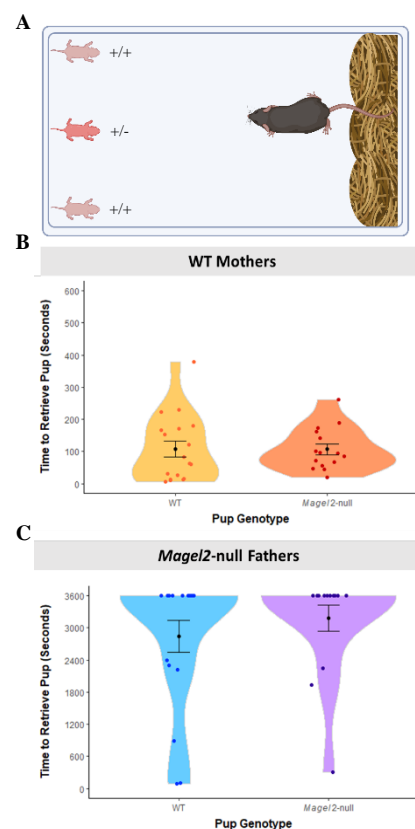 A
+/+
+/-
+/+
B
WT Mothers
Time to Retrieve Pup (Seconds)
600
500
400
300
200
100
0
WT
Magel2-null
Pup Genotype
C
Magel2-null Fathers
Time to Retrieve Pup (Seconds)
3600
3000
2400
1800
1200
600
0
WT
Magel2-null
Pup Genotype